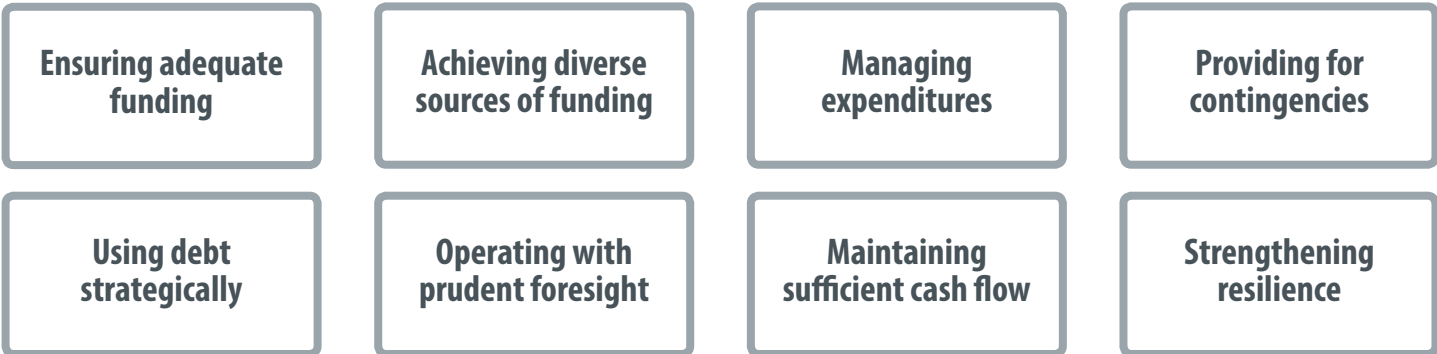 Ensuring adequate
funding
Achieving diverse
sources of funding
Managing
expenditures
Providing for
contingencies
Using debt
strategically
Operating with
prudent foresight
Maintaining
sufficient cash flow
Strengthening
resilience